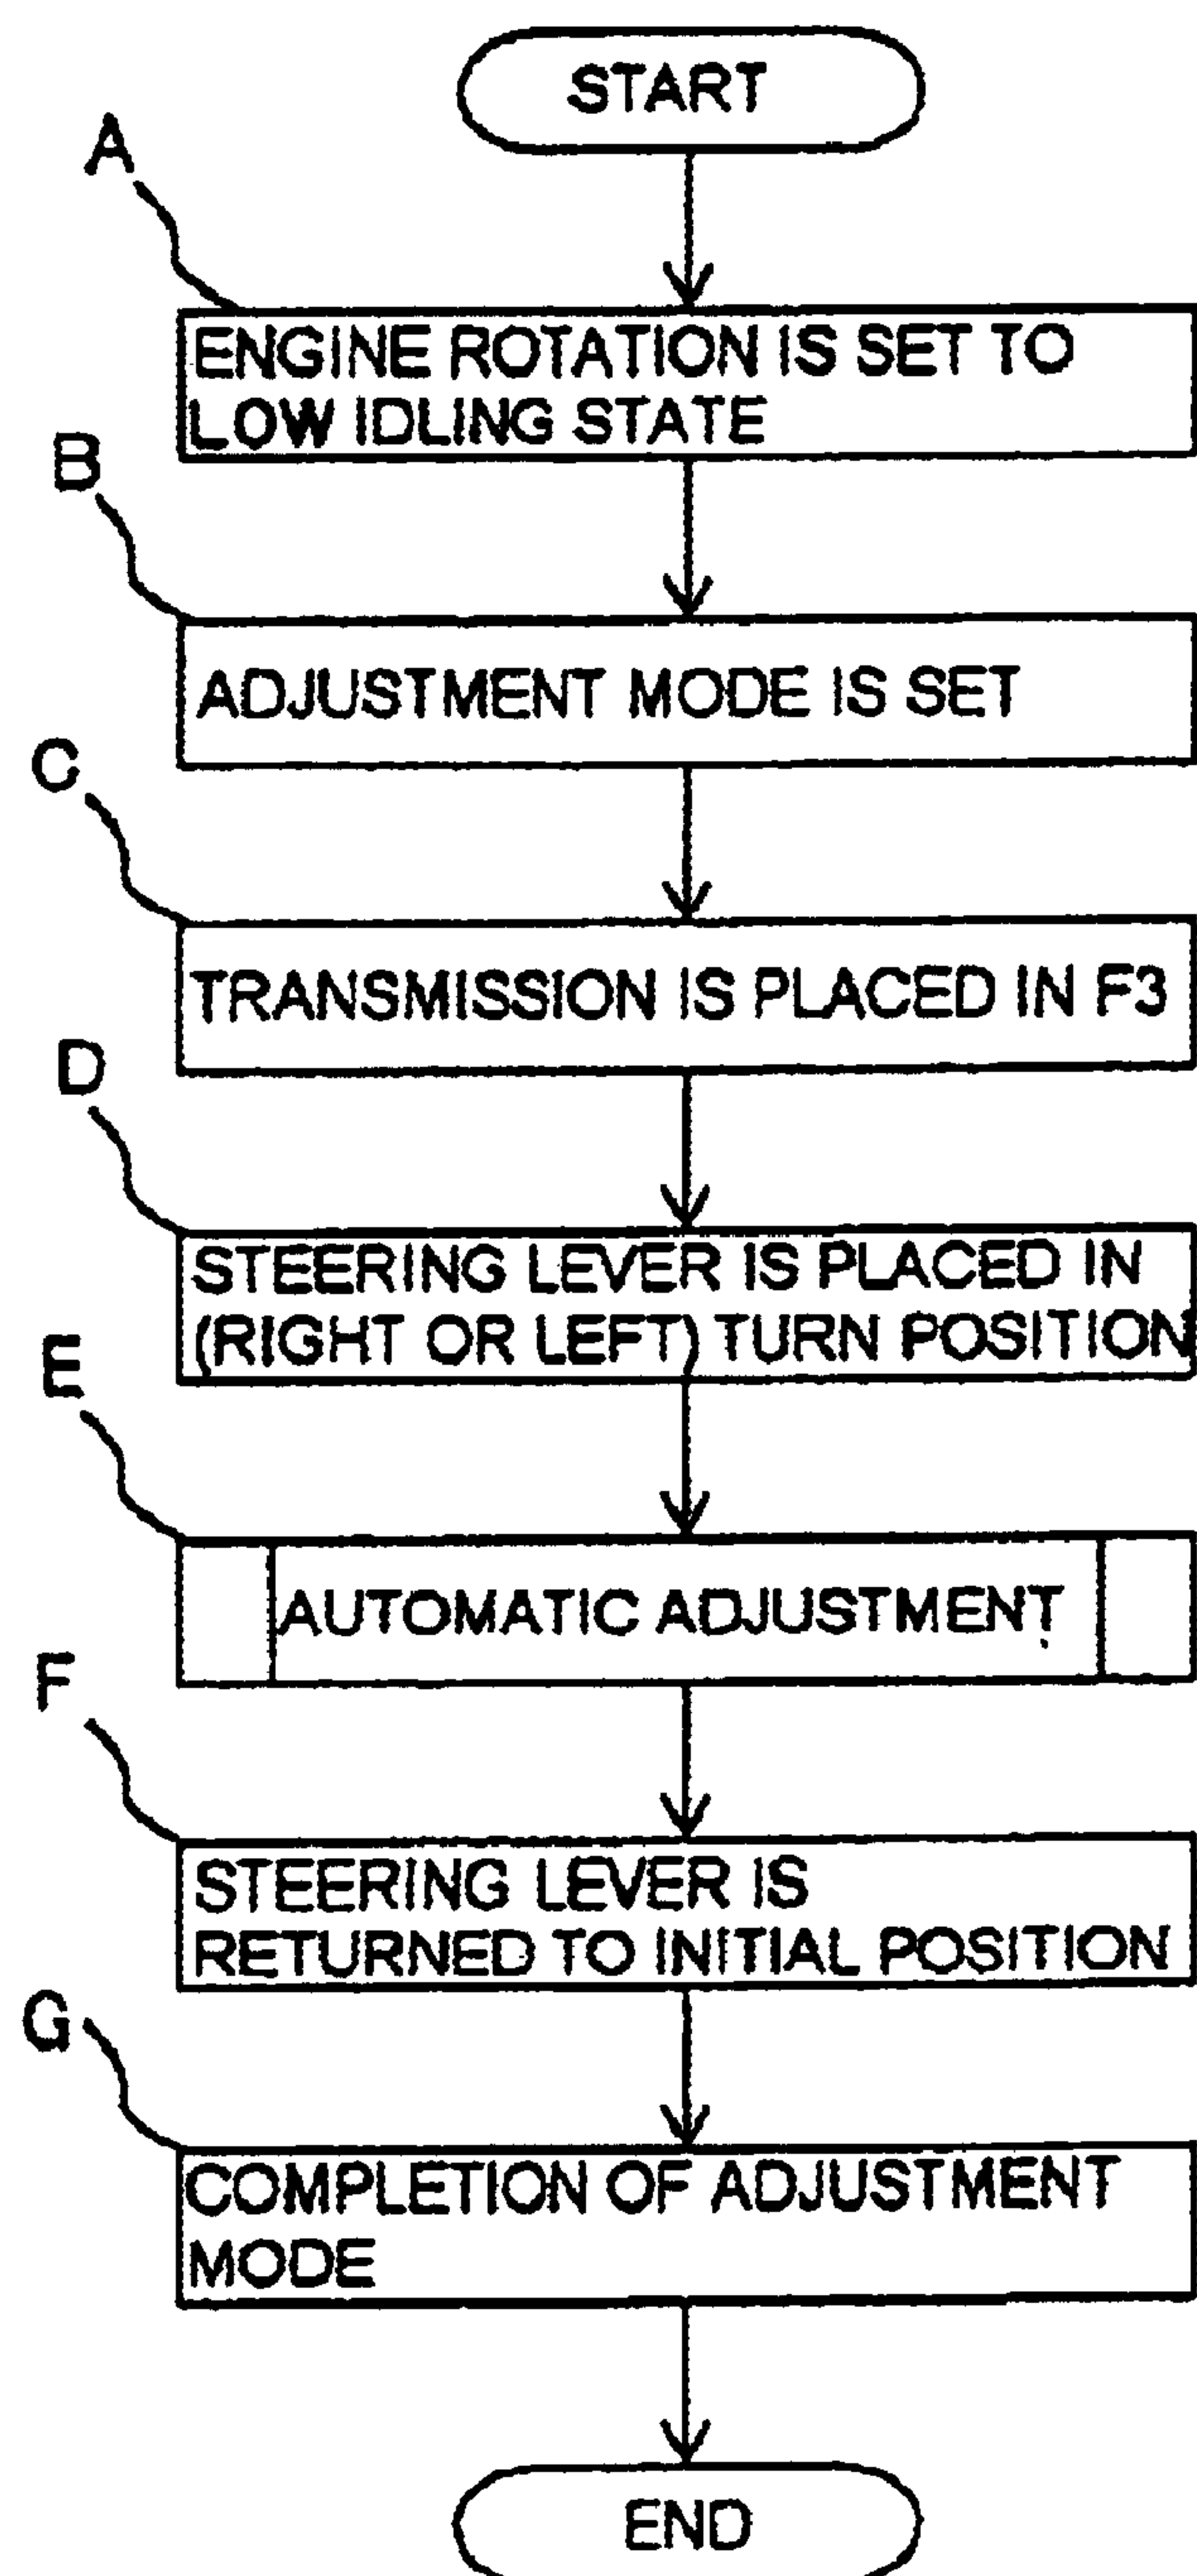 START
A
ENGINE ROTATION IS SET TO
LOW IDLING STATE
B
ADJUSTMENT MODE IS SET
C
TRANSMISSION IS PLACED IN F3
D
STEERING LEVER IS PLACED IN
(RIGHT OR LEFT) TURN POSITION
E
AUTOMATIC ADJUSTMENT
F
STEERING LEVER IS
RETURNED TO INITIAL POSITION
G
COMPLETION OF ADJUSTMENT
MODE
END